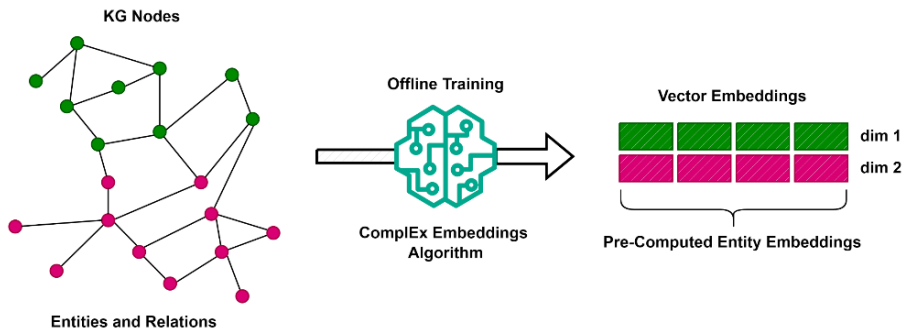 KG Nodes
Entities and Relations
Offline Training
ComplEx Embeddings
Algorithm
Vector Embeddings
dim 1
dim 2
Pre-Computed Entity Embeddings